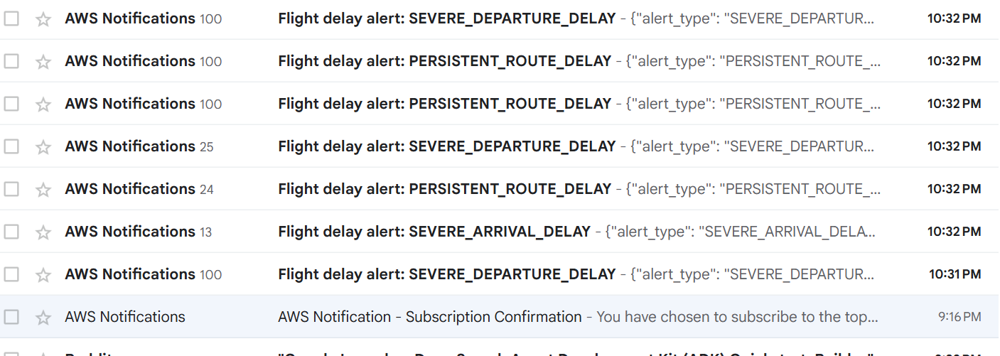 AWS Notifications 100 Flight delay alert: SEVERE_DEPARTURE_DELAY - {"alert_type": "SEVERE_DEPARTUR... 10:32 PM
AWS Notifications 100 Flight delay alert: PERSISTENT_ROUTE_DELAY - {"alert_type": "PERSISTENT_ROUTE_... 10:32 PM
AWS Notifications 100 Flight delay alert: PERSISTENT_ROUTE_DELAY - {"alert_type": "PERSISTENT_ROUTE_... 10:32 PM
AWS Notifications 25 Flight delay alert: SEVERE_DEPARTURE_DELAY - {"alert_type": "SEVERE_DEPARTUR... 10:32 PM
AWS Notifications 24 Flight delay alert: PERSISTENT_ROUTE_DELAY - {"alert_type": "PERSISTENT_ROUTE_... 10:32 PM
AWS Notifications 13 Flight delay alert: SEVERE_ARRIVAL_DELAY - {"alert_type": "SEVERE_ARRIVAL_DELA... 10:32 PM
AWS Notifications 100 Flight delay alert: SEVERE_DEPARTURE_DELAY - {"alert_type": "SEVERE_DEPARTUR... 10:31 PM
AWS Notifications AWS Notification - Subscription Confirmation - You have chosen to subscribe to the top... 9:16 PM